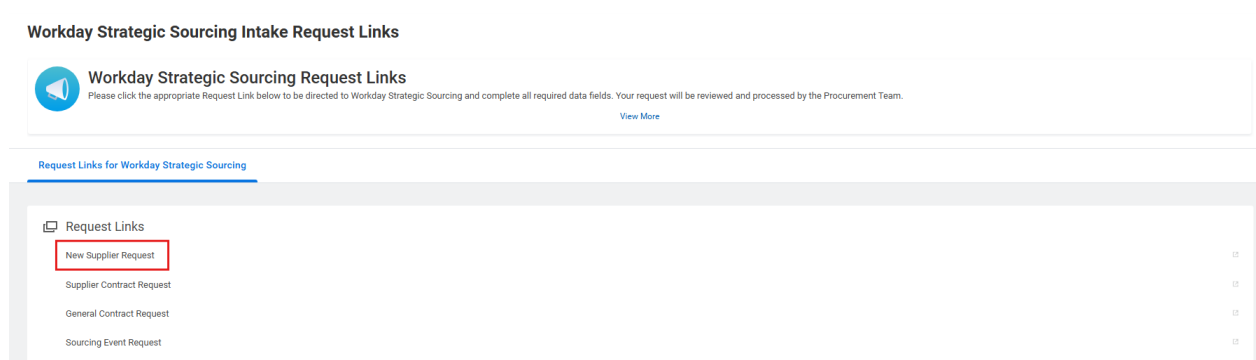 Workday Strategic Sourcing Intake Request Links
Workday Strategic Sourcing Request Links
Please click the appropriate Request Link below to be directed to Workday Strategic Sourcing and complete all required data fields. Your request will be reviewed and processed by the Procurement Team.
View More
Request Links for Workday Strategic Sourcing
Request Links
New Supplier Request
Supplier Contract Request
General Contract Request
Sourcing Event Request